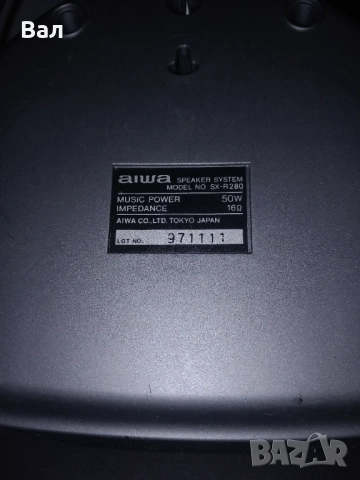 Вал
aiwa SPEAKER SYSTEM
MODEL NO. SX-R280
MUSIC POWER 50W
IMPEDANCE 16Ω
AIWA CO.,LTD. TOKYO JAPAN
LOT NO. 971111
BAZAR